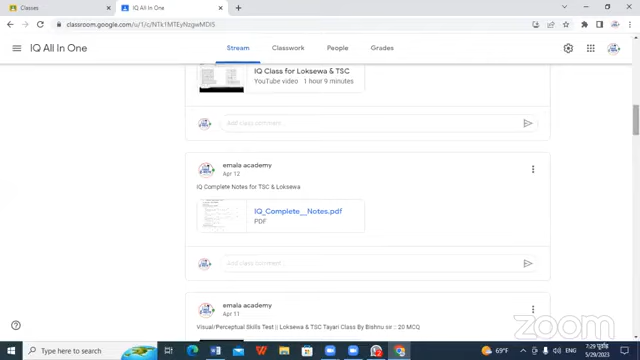 Classes
IQ All In One
classroom.google.com/u/1/c/NTk1MTEyNzgwMDI5
IQ All In One
Stream
Classwork
People
Grades
IQ Class for Loksewa & TSC
YouTube video 1 hour 9 minutes
Add class comment...
emala academy
Apr 12
IQ Complete Notes for TSC & Loksewa
IQ_Complete__Notes.pdf
PDF
Add class comment...
emala academy
Apr 11
Visual/Perceptual Skills Test || Loksewa & TSC Tayari Class By Bishnu sir :: 20 MCQ
zoom
Type here to search
69°F
ENG
7:29 पूर्वाह्न
5/29/2023